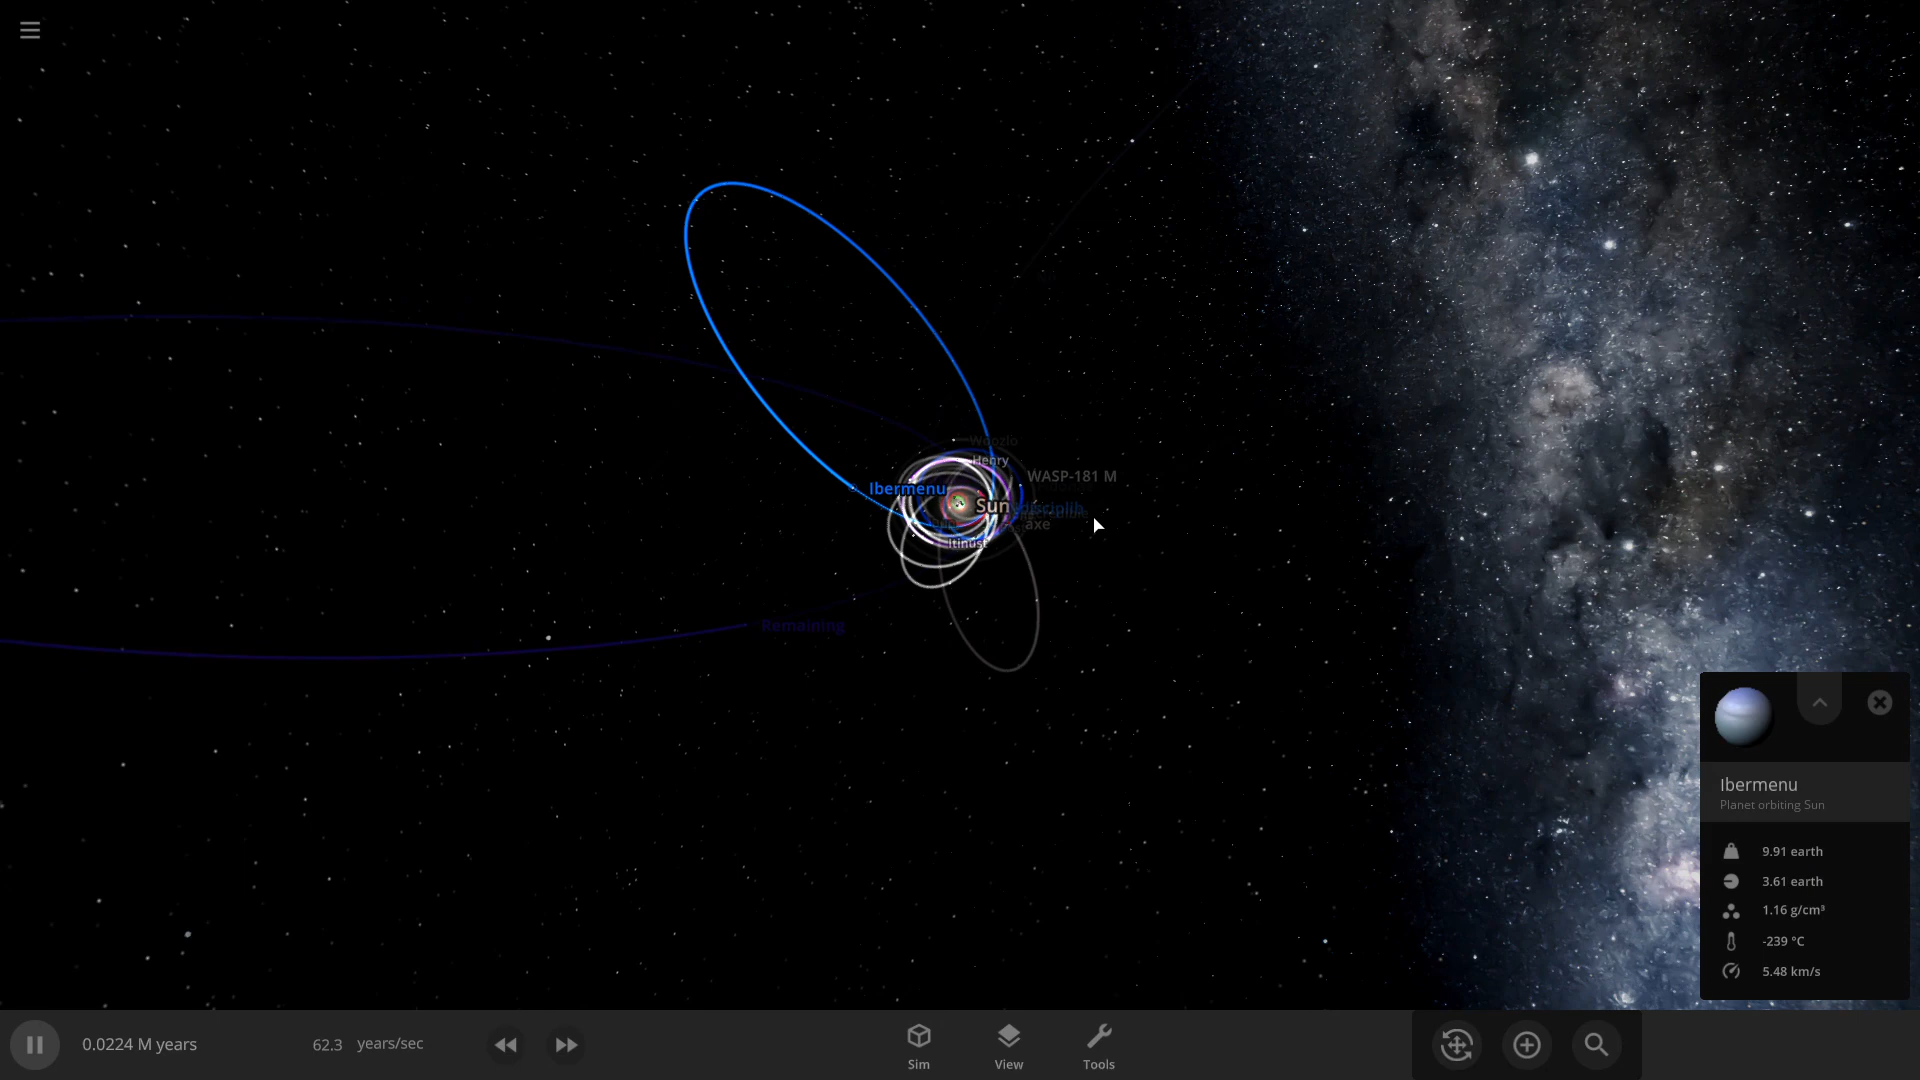 Woozlo
Henry
WASP-181 M
Ibermenu
Sun
axe
Itinust
Remaining
Ibermenu
Planet orbiting Sun
9.91 earth
3.61 earth
1.16 g/cm³
-239 °C
5.48 km/s
0.0224 M years
62.3 years/sec
Sim
View
Tools